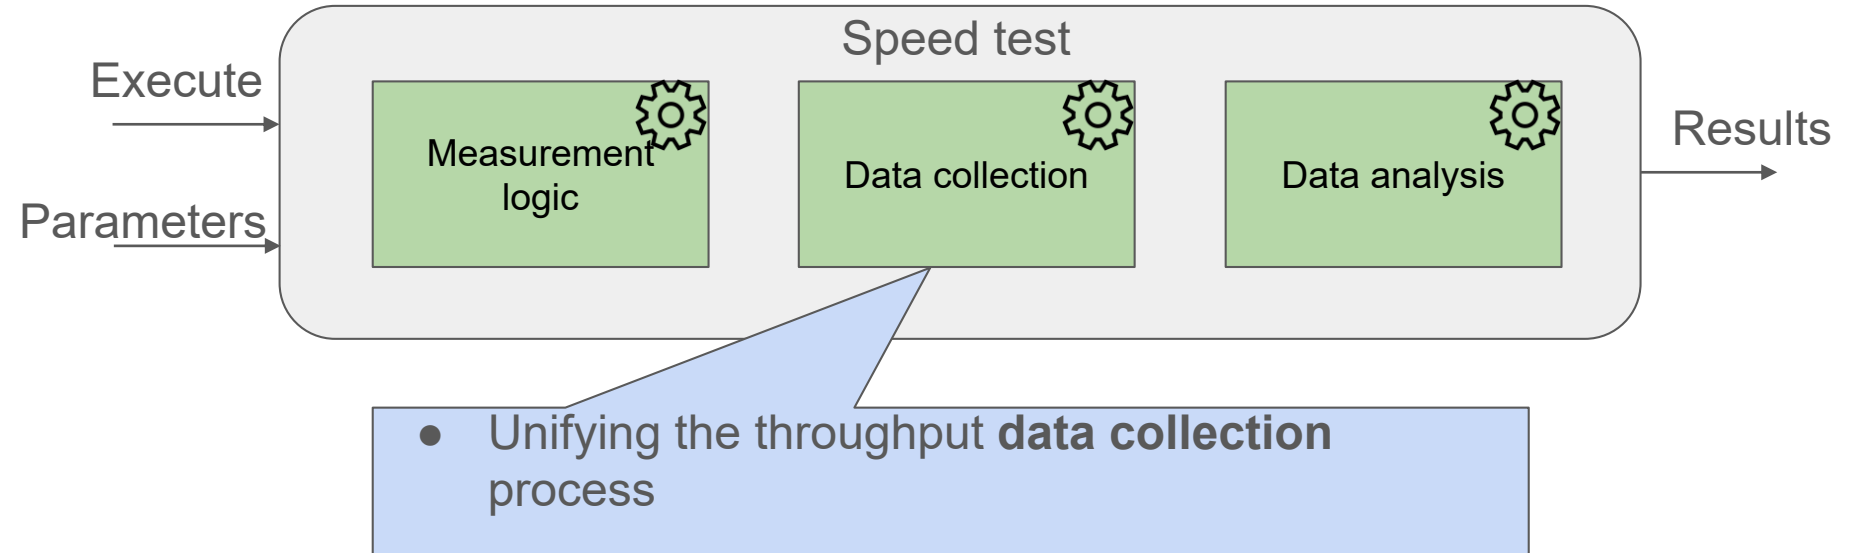 Speed test
Execute
Parameters
Measurement
logic
Data collection
Data analysis
Results
● Unifying the throughput data collection
process